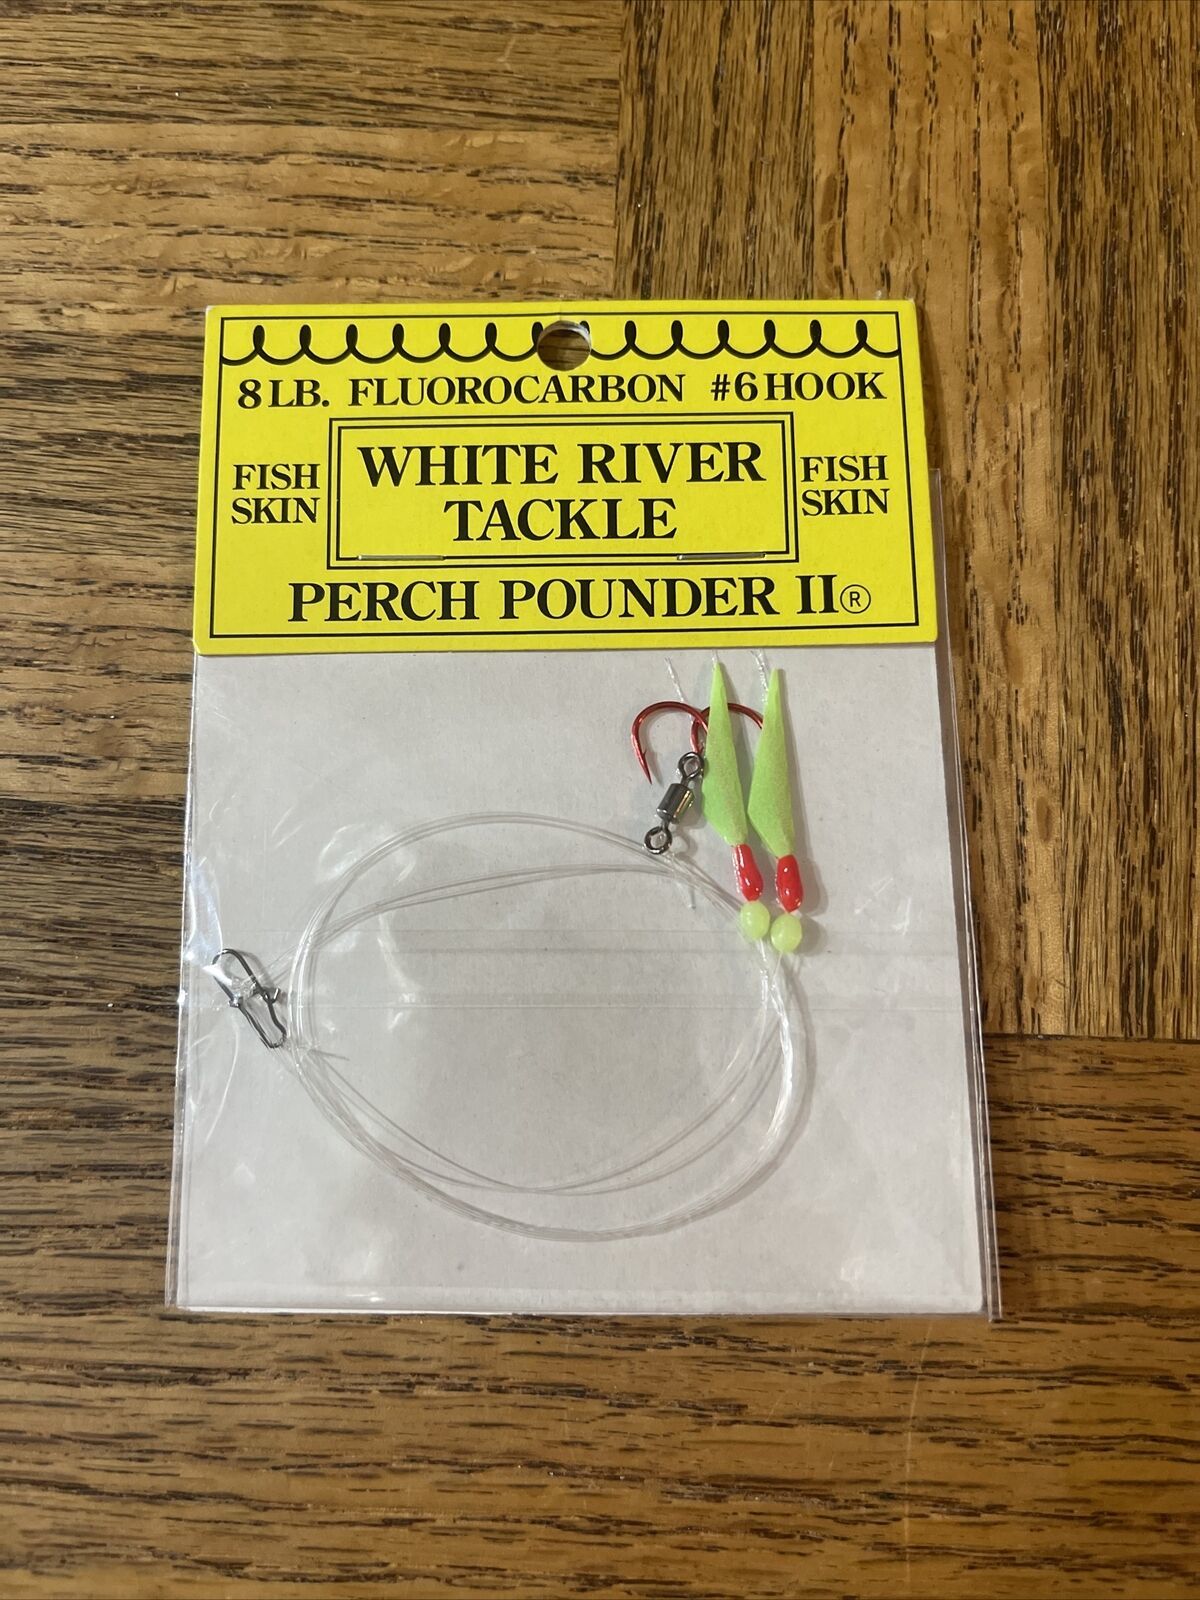 8 LB. FLUOROCARBON #6 HOOK
FISH SKIN
WHITE RIVER
TACKLE
FISH SKIN
PERCH POUNDER II®